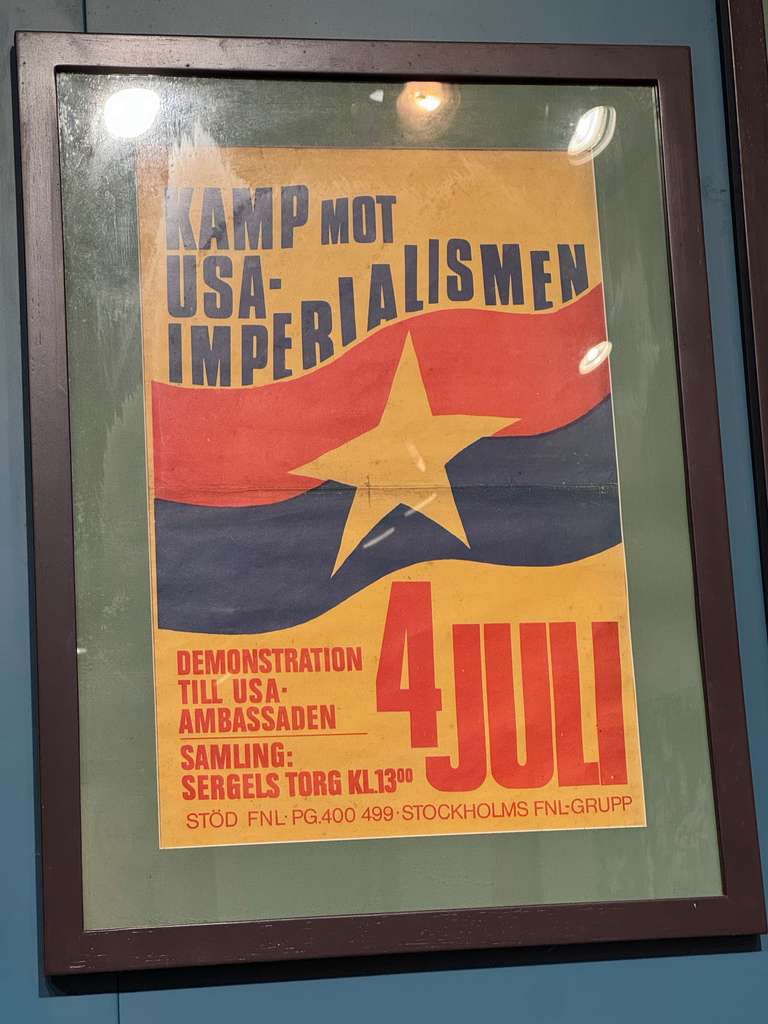 KAMP MOT
USA-
IMPERIALISMEN
4 JULI
DEMONSTRATION
TILL USA-
AMBASSADEN
SAMLING:
SERGELS TORG KL.13⁰⁰
STÖD FNL· PG.400 499·STOCKHOLMS FNL-GRUPP